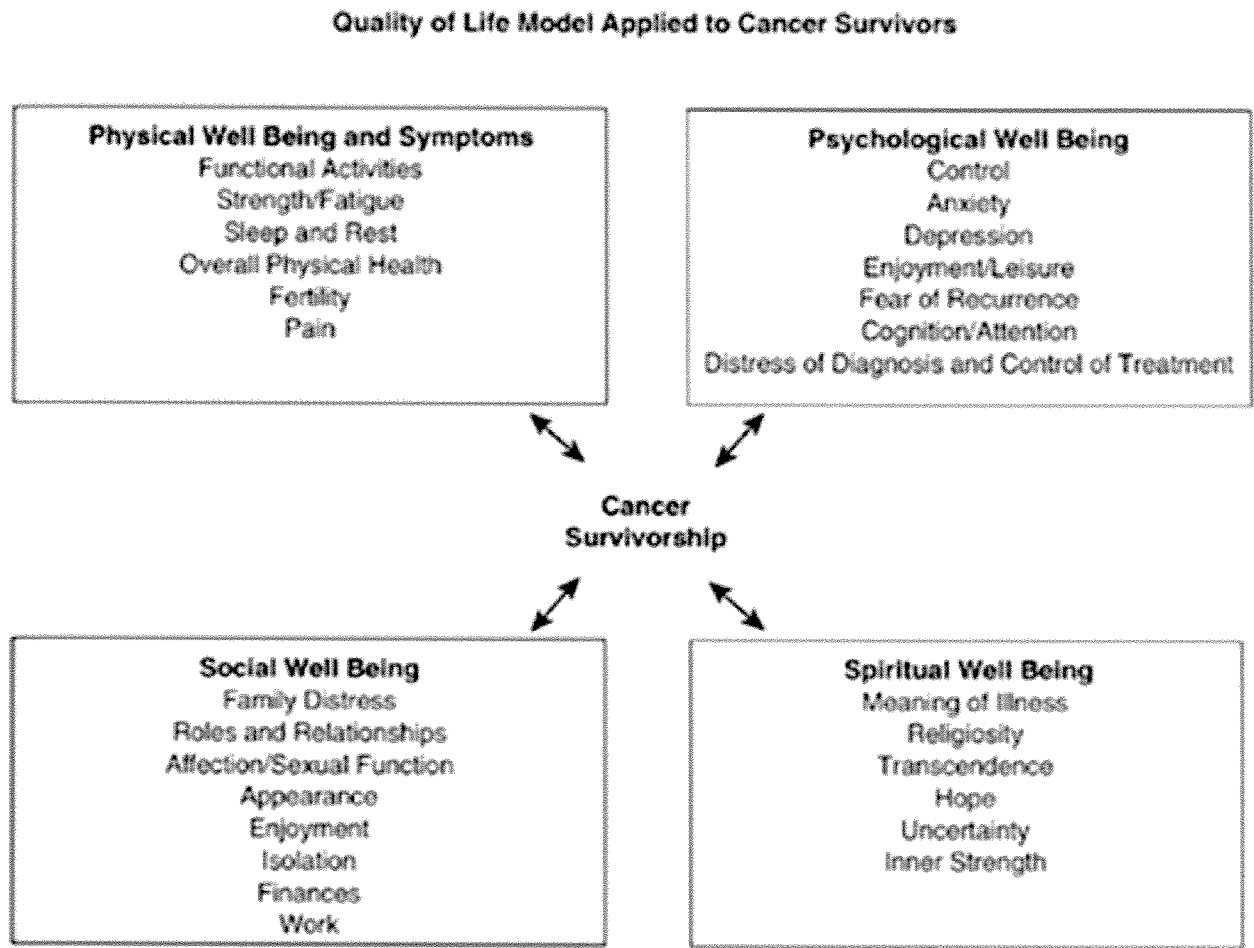 Quality of Life Model Applied to Cancer Survivors
Physical Well Being and Symptoms
Functional Activities
Strength/Fatigue
Sleep and Rest
Overall Physical Health
Fertility
Pain
Psychological Well Being
Control
Anxiety
Depression
Enjoyment/Leisure
Fear of Recurrence
Cognition/Attention
Distress of Diagnosis and Control of Treatment
Cancer
Survivorship
Social Well Being
Family Distress
Roles and Relationships
Affection/Sexual Function
Appearance
Enjoyment
Isolation
Finances
Work
Spiritual Well Being
Meaning of Illness
Religiosity
Transcendence
Hope
Uncertainty
Inner Strength